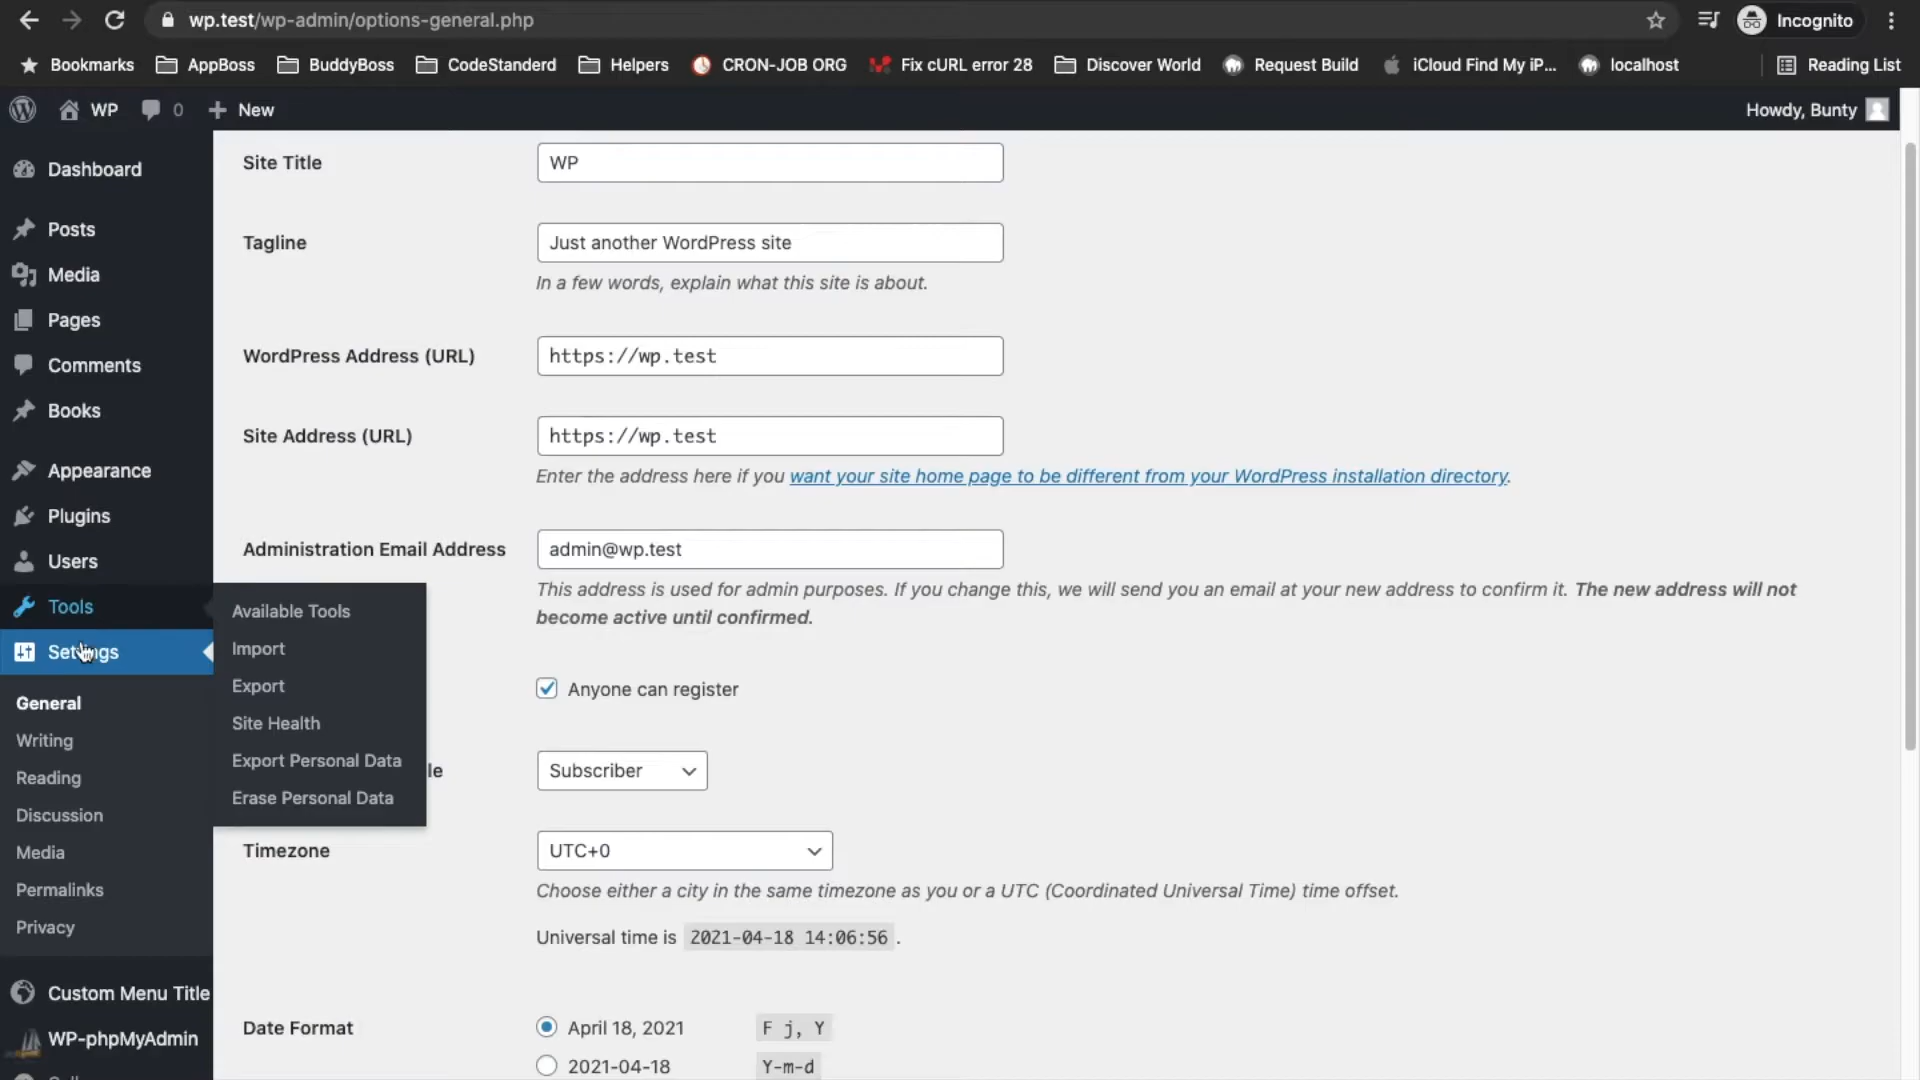 wp.test/wp-admin/options-general.php
Incognito
Bookmarks AppBoss BuddyBoss CodeStanderd Helpers CRON-JOB ORG Fix cURL error 28 Discover World Request Build iCloud Find My iP... localhost Reading List
WP 0 New Howdy, Bunty
Dashboard
Posts
Media
Pages
Comments
Books
Appearance
Plugins
Users
Tools
Settings
General
Writing
Reading
Discussion
Media
Permalinks
Privacy
Custom Menu Title
WP-phpMyAdmin
Available Tools
Import
Export
Site Health
Export Personal Data
Erase Personal Data
Site Title WP
Tagline Just another WordPress site
In a few words, explain what this site is about.
WordPress Address (URL) https://wp.test
Site Address (URL) https://wp.test
Enter the address here if you want your site home page to be different from your WordPress installation directory.
Administration Email Address admin@wp.test
This address is used for admin purposes. If you change this, we will send you an email at your new address to confirm it. The new address will not
become active until confirmed.
Anyone can register
le Subscriber
Timezone UTC+0
Choose either a city in the same timezone as you or a UTC (Coordinated Universal Time) time offset.
Universal time is 2021-04-18 14:06:56 .
Date Format April 18, 2021 F j, Y
2021-04-18 Y-m-d